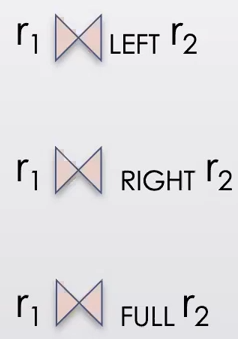 r₁ ⋈ LEFT r₂
r₁ ⋈ RIGHT r₂
r₁ ⋈ FULL r₂